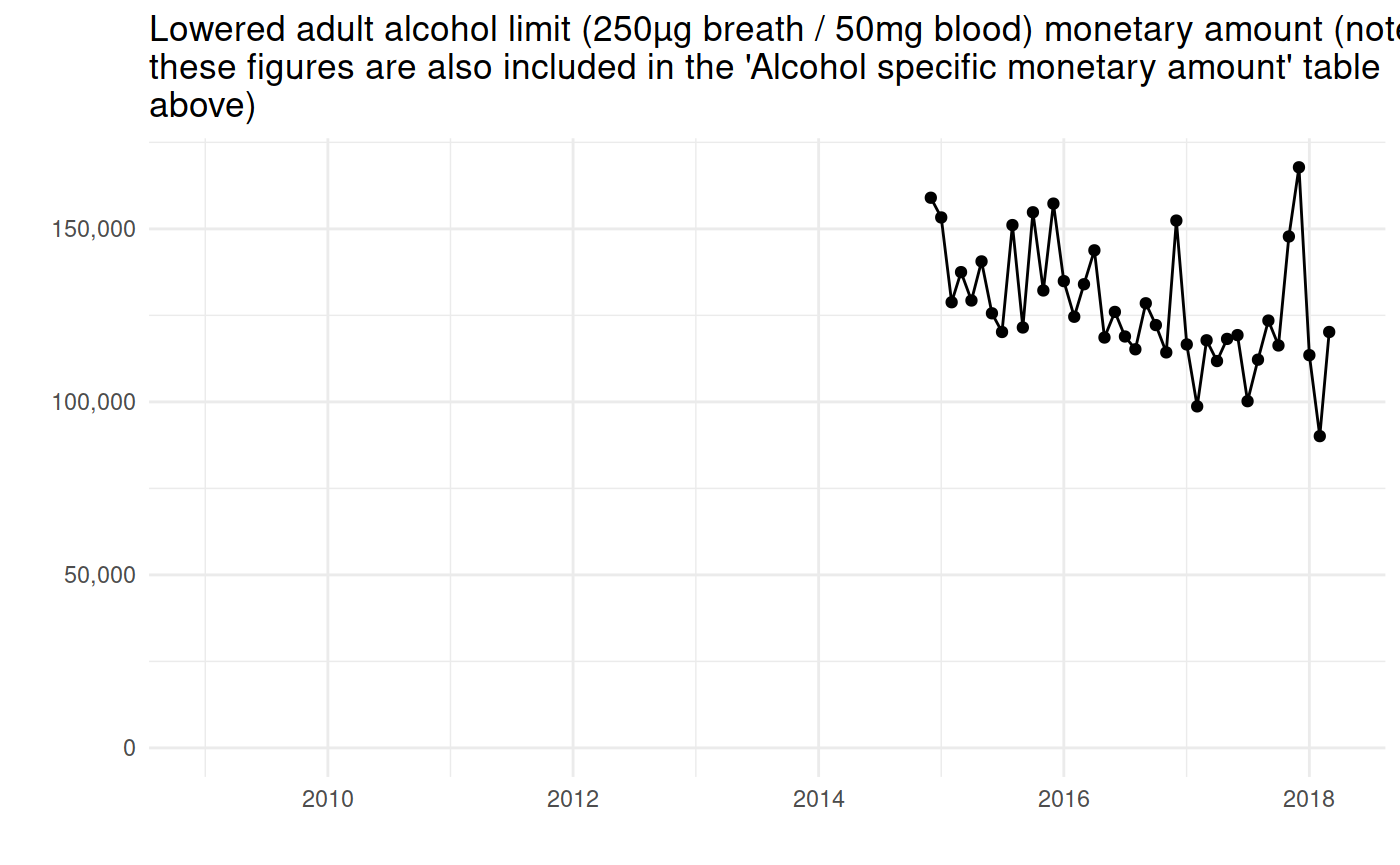 Lowered adult alcohol limit (250µg breath / 50mg blood) monetary amount (note
these figures are also included in the 'Alcohol specific monetary amount' table
above)
150,000
100,000
50,000
0
2010 2012 2014 2016 2018